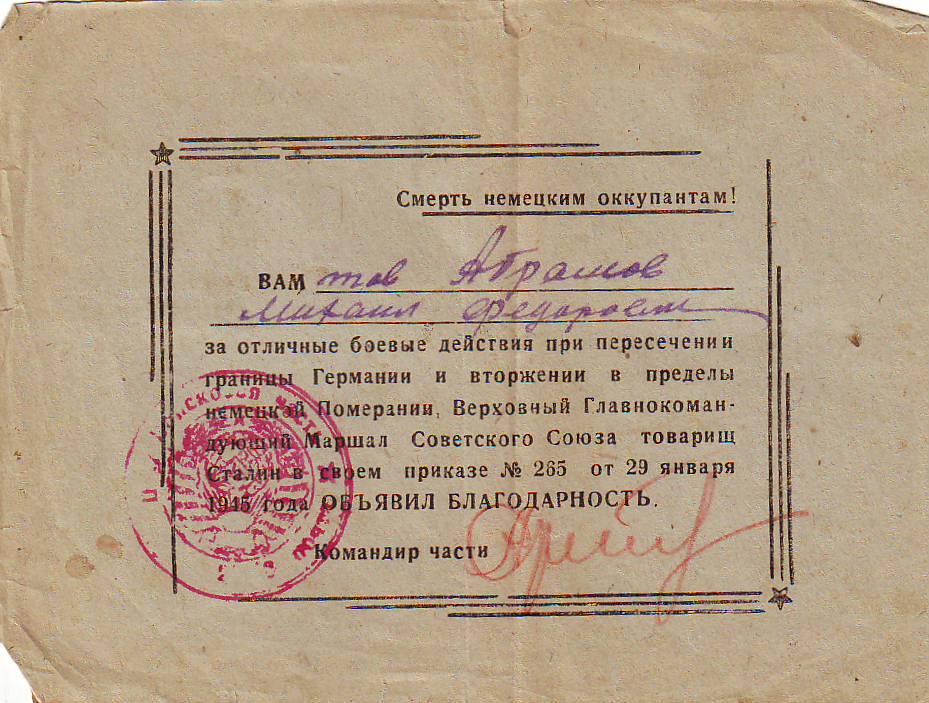 Смерть немецким оккупантам!
ВАМ тов Абрамов
Михаил Федорович
за отличные боевые действия при пересечении
границы Германии и вторжении в пределы
немецкой Померании, Верховный Главнокоман-
дующий Маршал Советского Союза товарищ
Сталин в своем приказе № 265 от 29 января
1945 года ОБЪЯВИЛ БЛАГОДАРНОСТЬ.
Командир части